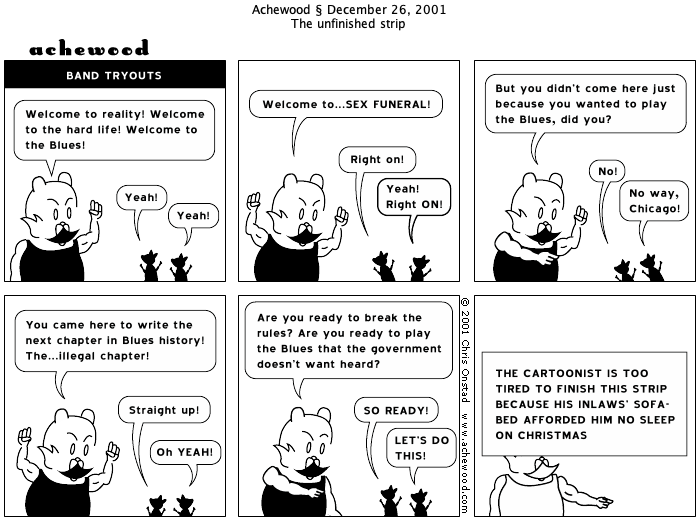 Achewood § December 26, 2001
The unfinished strip
achewood
BAND TRYOUTS
Welcome to reality! Welcome
to the hard life! Welcome to
the Blues!
Yeah!
Yeah!
Welcome to...SEX FUNERAL!
Right on!
Yeah!
Right ON!
But you didn't come here just
because you wanted to play
the Blues, did you?
No!
No way,
Chicago!
You came here to write the
next chapter in Blues history!
The...illegal chapter!
Straight up!
Oh YEAH!
Are you ready to break the
rules? Are you ready to play
the Blues that the government
doesn't want heard?
SO READY!
LET'S DO
THIS!
© 2001 Chris Onstad www.achewood.com
THE CARTOONIST IS TOO
TIRED TO FINISH THIS STRIP
BECAUSE HIS INLAWS' SOFA-
BED AFFORDED HIM NO SLEEP
ON CHRISTMAS